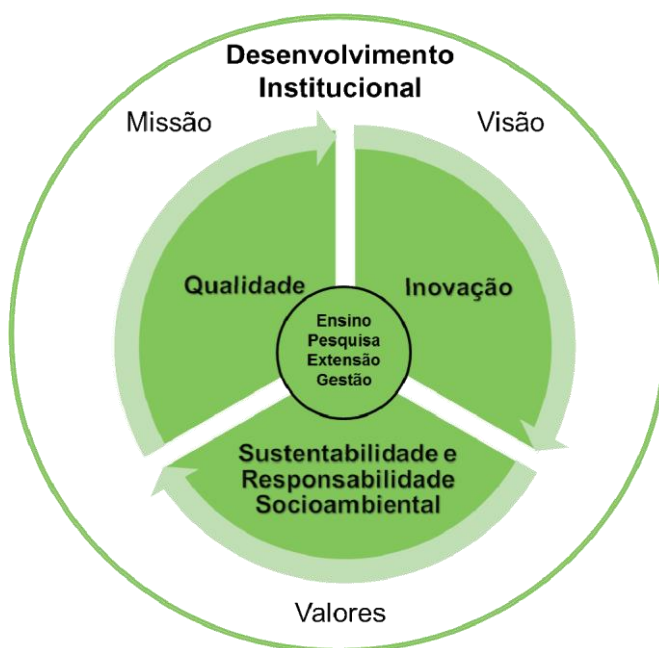 Desenvolvimento
Institucional
Missão
Visão
Qualidade
Inovação
Ensino
Pesquisa
Extensão
Gestão
Sustentabilidade e
Responsabilidade
Socioambiental
Valores